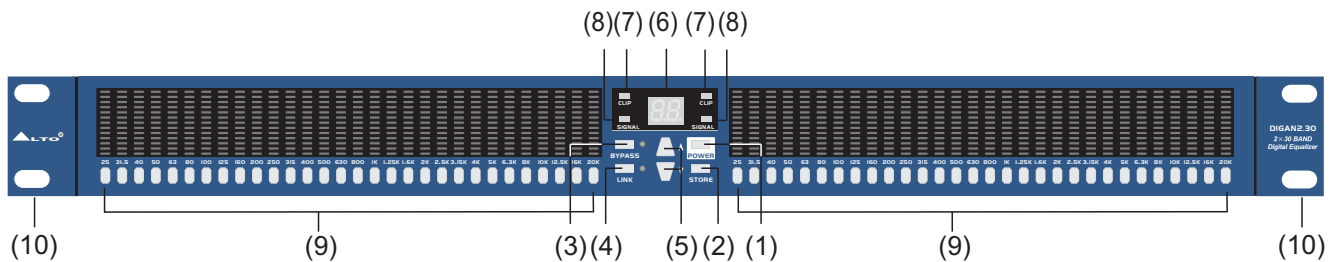 (8)(7) (6) (7) (8)
CLIP 88 CLIP
SIGNAL SIGNAL
ALTO®
DIGAN2.30
2×30 BAND
Digital Equalizer
BYPASS POWER
LINK STORE
25 31.5 40 50 63 80 100 125 160 200 250 315 400 500 630 800 1K 1.25K 1.6K 2K 2.5K 3.15K 4K 5K 6.3K 8K 10K 12.5K 16K 20K
25 31.5 40 50 63 80 100 125 160 200 250 315 400 500 630 800 1K 1.25K 1.6K 2K 2.5K 3.15K 4K 5K 6.3K 8K 10K 12.5K 16K 20K
(10) (9) (3) (4) (5) (2) (1) (9) (10)